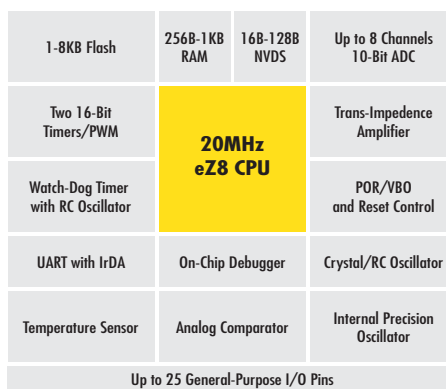 1-8KB Flash
256B-1KB
RAM
16B-128B
NVDS
Up to 8 Channels
10-Bit ADC
Two 16-Bit
Timers/PWM
20MHz
eZ8 CPU
Trans-Impedence
Amplifier
Watch-Dog Timer
with RC Oscillator
POR/VBO
and Reset Control
UART with IrDA
On-Chip Debugger
Crystal/RC Oscillator
Temperature Sensor
Analog Comparator
Internal Precision
Oscillator
Up to 25 General-Purpose I/O Pins